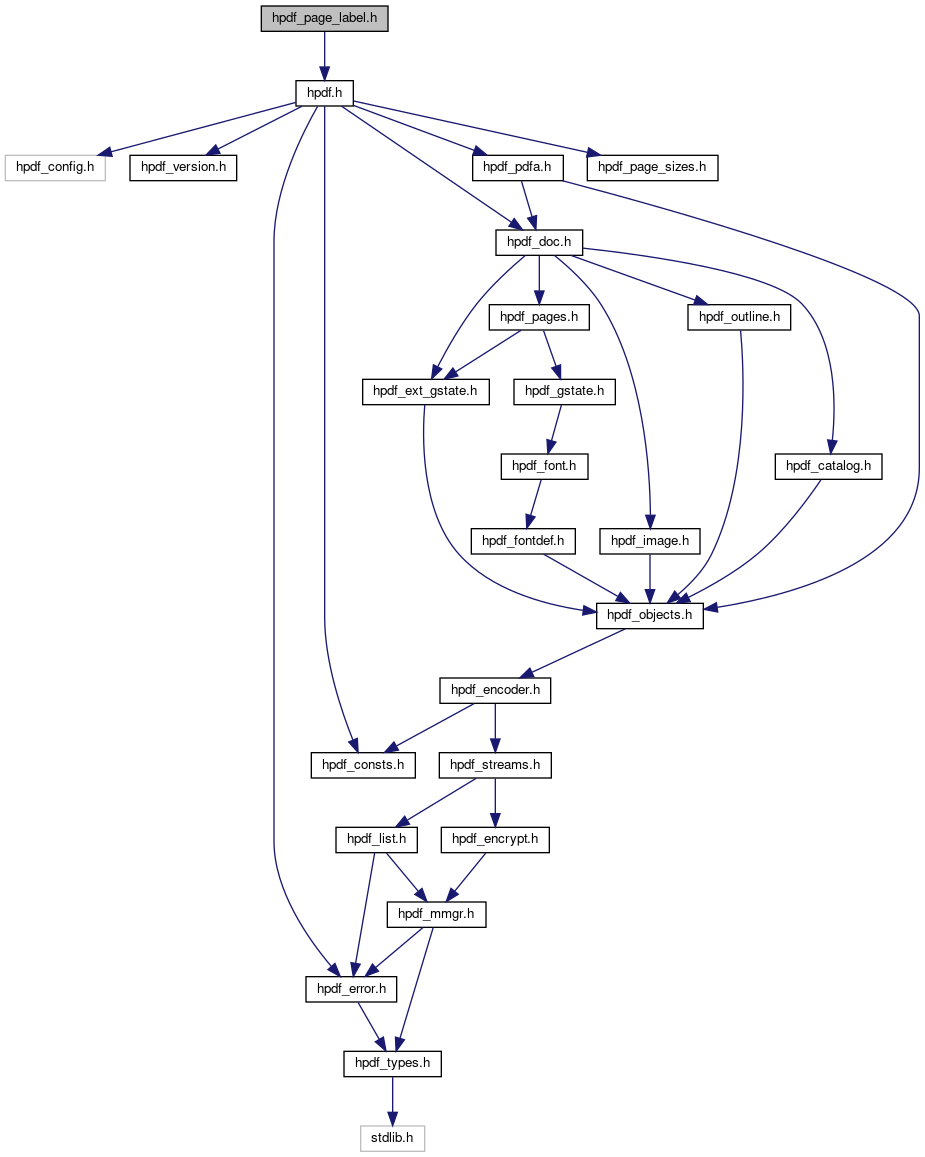 hpdf_page_label.h
hpdf.h
hpdf_config.h
hpdf_version.h
hpdf_pdfa.h
hpdf_page_sizes.h
hpdf_doc.h
hpdf_pages.h
hpdf_outline.h
hpdf_ext_gstate.h
hpdf_gstate.h
hpdf_font.h
hpdf_catalog.h
hpdf_fontdef.h
hpdf_image.h
hpdf_objects.h
hpdf_encoder.h
hpdf_consts.h
hpdf_streams.h
hpdf_list.h
hpdf_encrypt.h
hpdf_mmgr.h
hpdf_error.h
hpdf_types.h
stdlib.h